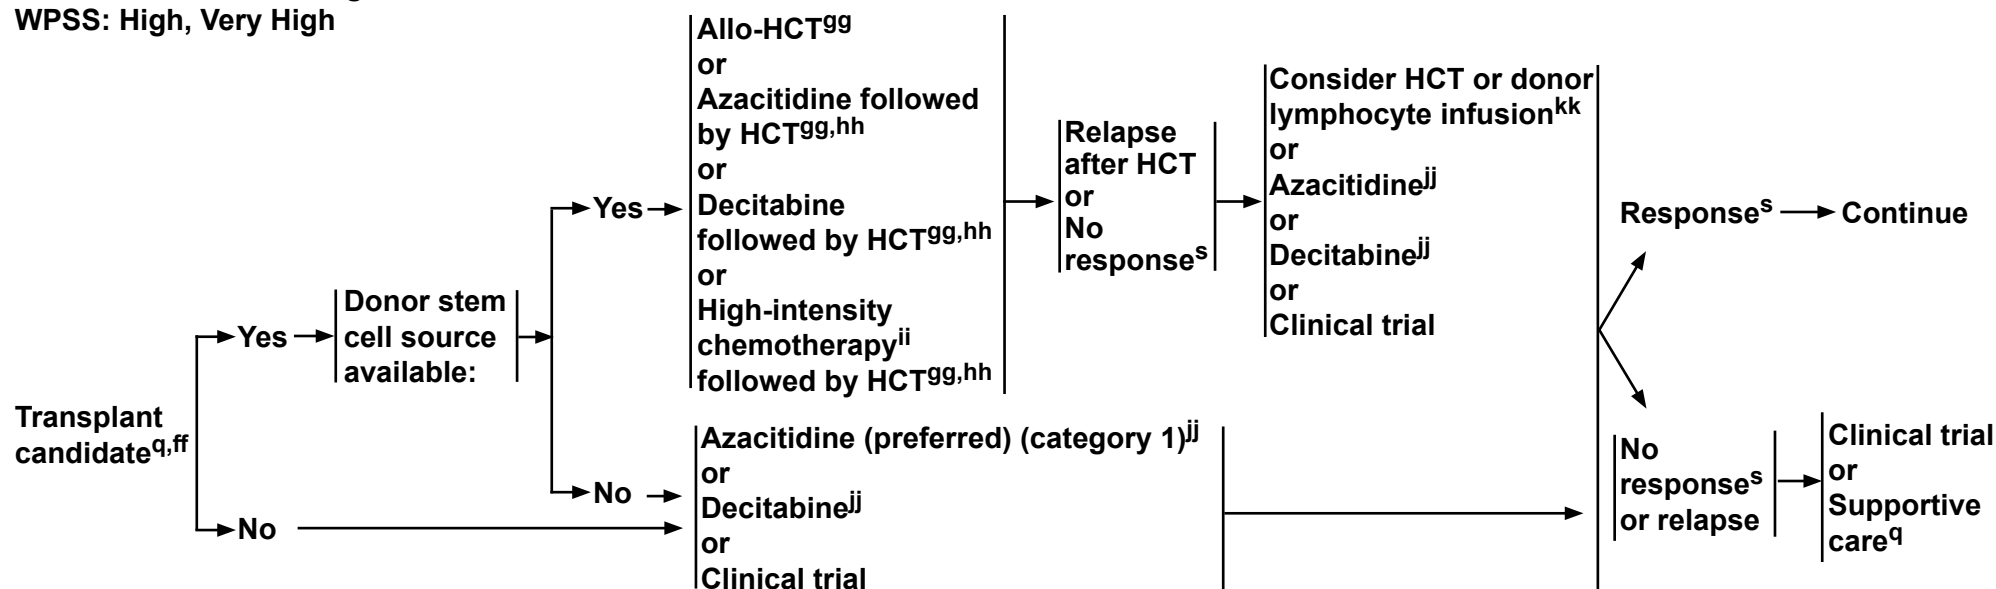 WPSS: High, Very High
Transplant
candidateq,ff
Yes
No
Donor stem
cell source
available:
Yes
No
Allo-HCTgg
or
Azacitidine followed
by HCTgg,hh
or
Decitabine
followed by HCTgg,hh
or
High-intensity
chemotherapyii
followed by HCTgg,hh
Azacitidine (preferred) (category 1)jj
or
Decitabinejj
or
Clinical trial
Relapse
after HCT
or
No
responses
Consider HCT or donor
lymphocyte infusionkk
or
Azacitidinejj
or
Decitabinejj
or
Clinical trial
Responses
Continue
No
responses
or relapse
Clinical trial
or
Supportive
careq